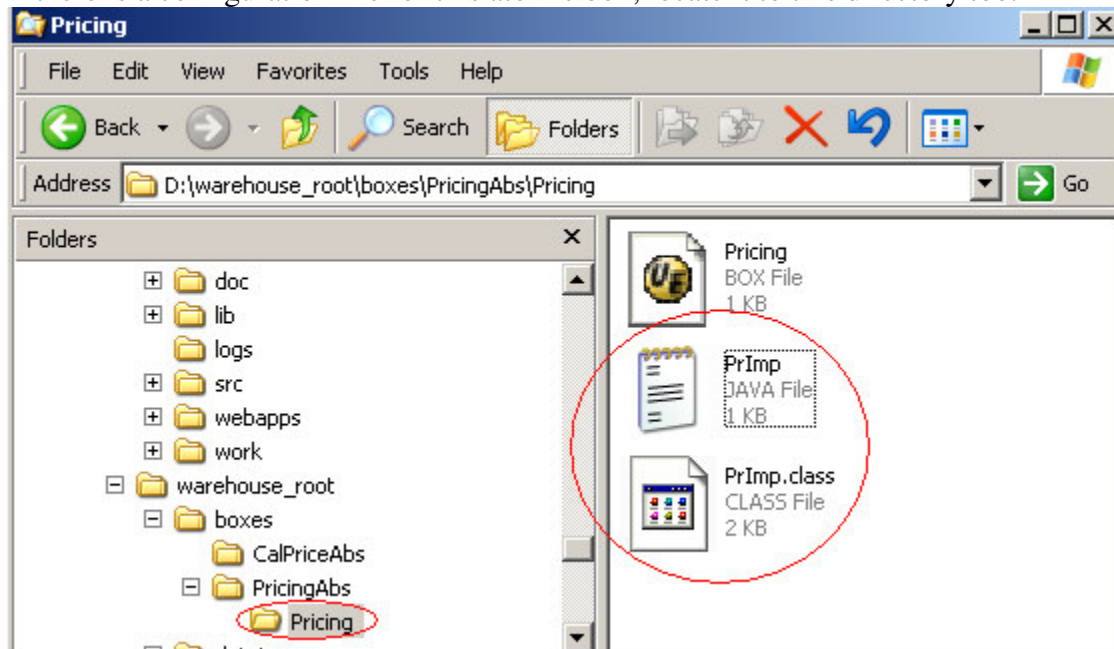 Pricing
File Edit View Favorites Tools Help
Back Search Folders
Address D:\warehouse_root\boxes\PricingAbs\Pricing Go
Folders
doc
lib
logs
src
webapps
work
warehouse_root
boxes
CalPriceAbs
PricingAbs
Pricing
Pricing
BOX File
1 KB
PrImp
JAVA File
1 KB
PrImp.class
CLASS File
2 KB